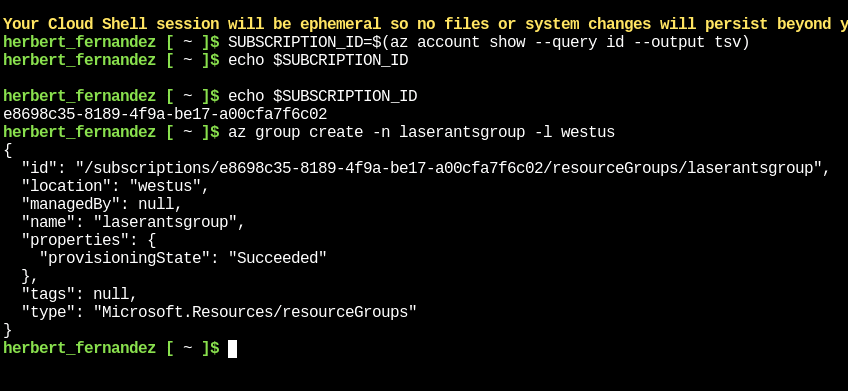 Your Cloud Shell session will be ephemeral so no files or system changes will persist beyond y
herbert_fernandez [ ~ ]$ SUBSCRIPTION_ID=$(az account show --query id --output tsv)
herbert_fernandez [ ~ ]$ echo $SUBCRIPTION_ID
herbert_fernandez [ ~ ]$ echo $SUBSCRIPTION_ID
e8698c35-8189-4f9a-be17-a00cfa7f6c02
herbert_fernandez [ ~ ]$ az group create -n laserantsgroup -l westus
{
  "id": "/subscriptions/e8698c35-8189-4f9a-be17-a00cfa7f6c02/resourceGroups/laserantsgroup",
  "location": "westus",
  "managedBy": null,
  "name": "laserantsgroup",
  "properties": {
    "provisioningState": "Succeeded"
  },
  "tags": null,
  "type": "Microsoft.Resources/resourceGroups"
}
herbert_fernandez [ ~ ]$